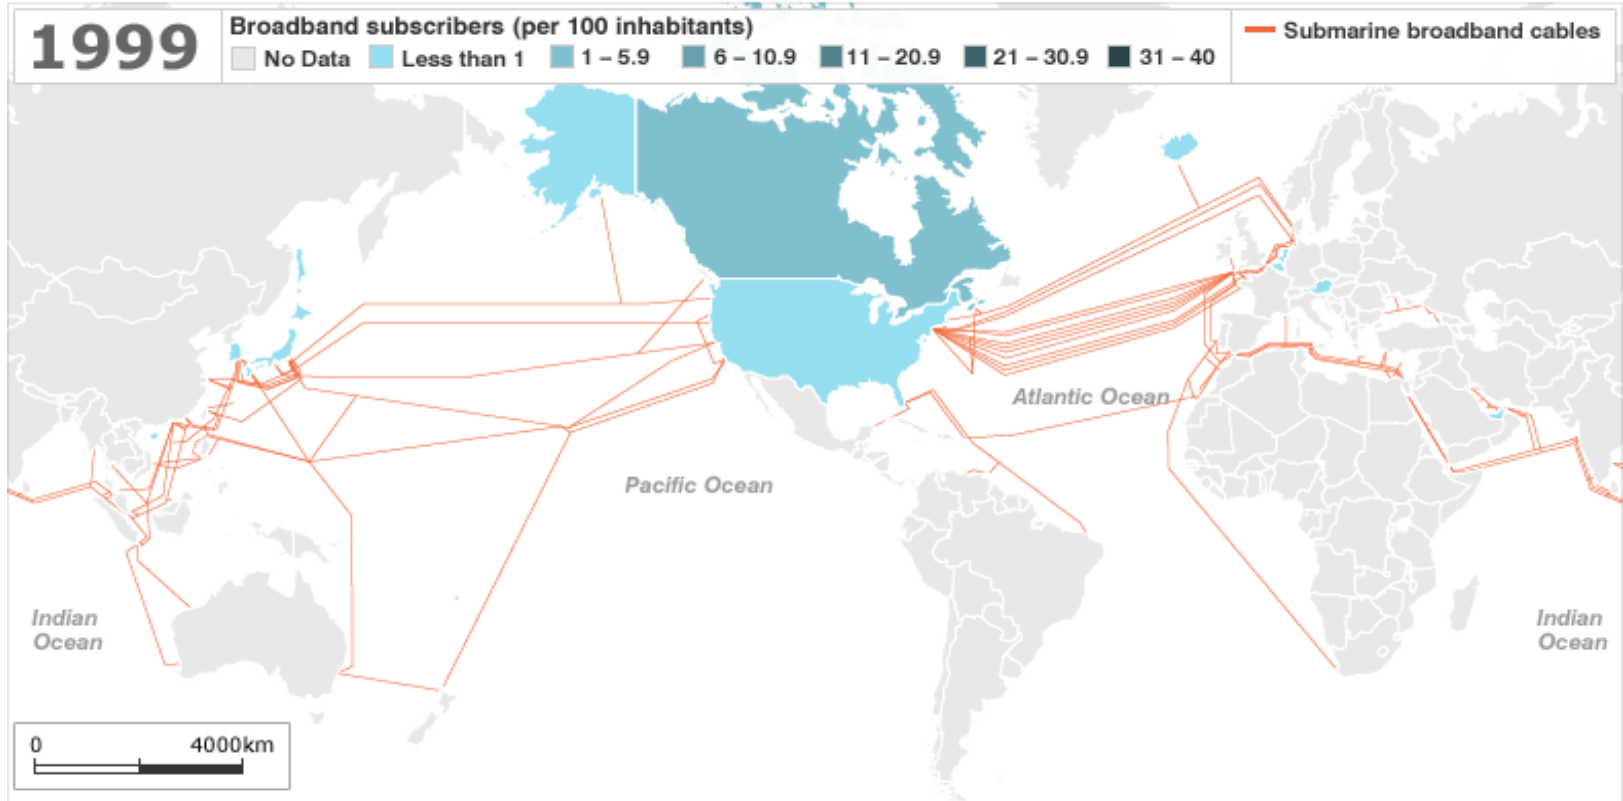 1999
Broadband subscribers (per 100 inhabitants)
No Data Less than 1 1 – 5.9 6 – 10.9 11 – 20.9 21 – 30.9 31 – 40
Submarine broadband cables
Atlantic Ocean
Pacific Ocean
Indian
Ocean
Indian
Ocean
0 4000km